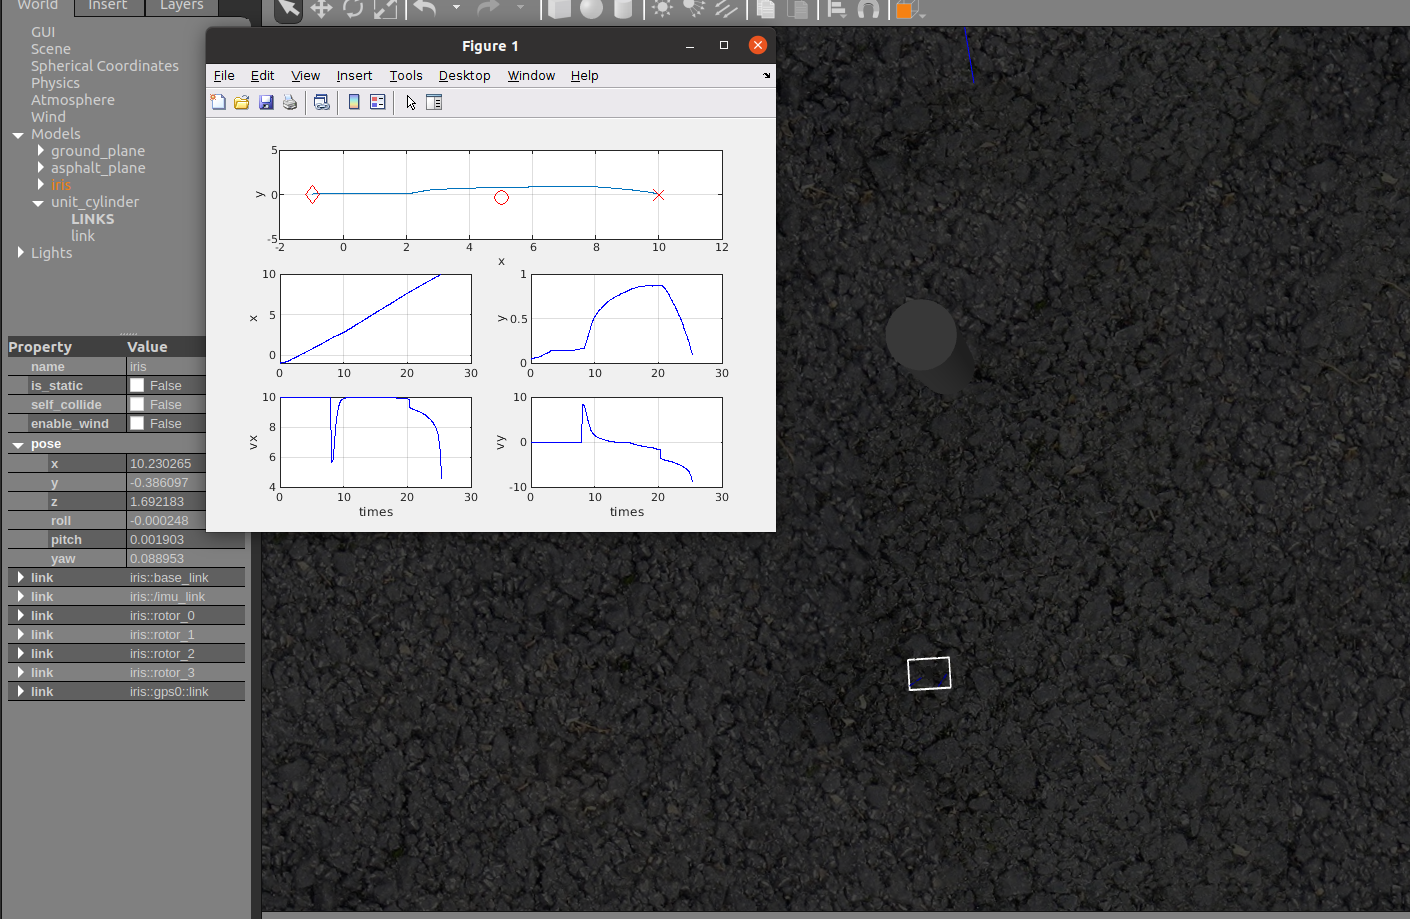 World Insert Layers
GUI
Scene
Spherical Coordinates
Physics
Atmosphere
Wind
Models
ground_plane
asphalt_plane
iris
unit_cylinder
LINKS
link
Lights
Property Value
name iris
is_static False
self_collide False
enable_wind False
pose
x 10.230265
y -0.386097
z 1.692183
roll -0.000248
pitch 0.001903
yaw 0.088953
link iris::base_link
link iris::/imu_link
link iris::rotor_0
link iris::rotor_1
link iris::rotor_2
link iris::rotor_3
link iris::gps0::link
Figure 1
File Edit View Insert Tools Desktop Window Help
5
0
-5
y
-2 0 2 4 6 8 10 12
x
10
5
0
x
0 10 20 30
1
0.5
0
y
0 10 20 30
10
8
6
4
vx
0 10 20 30
times
10
0
-10
vy
0 10 20 30
times